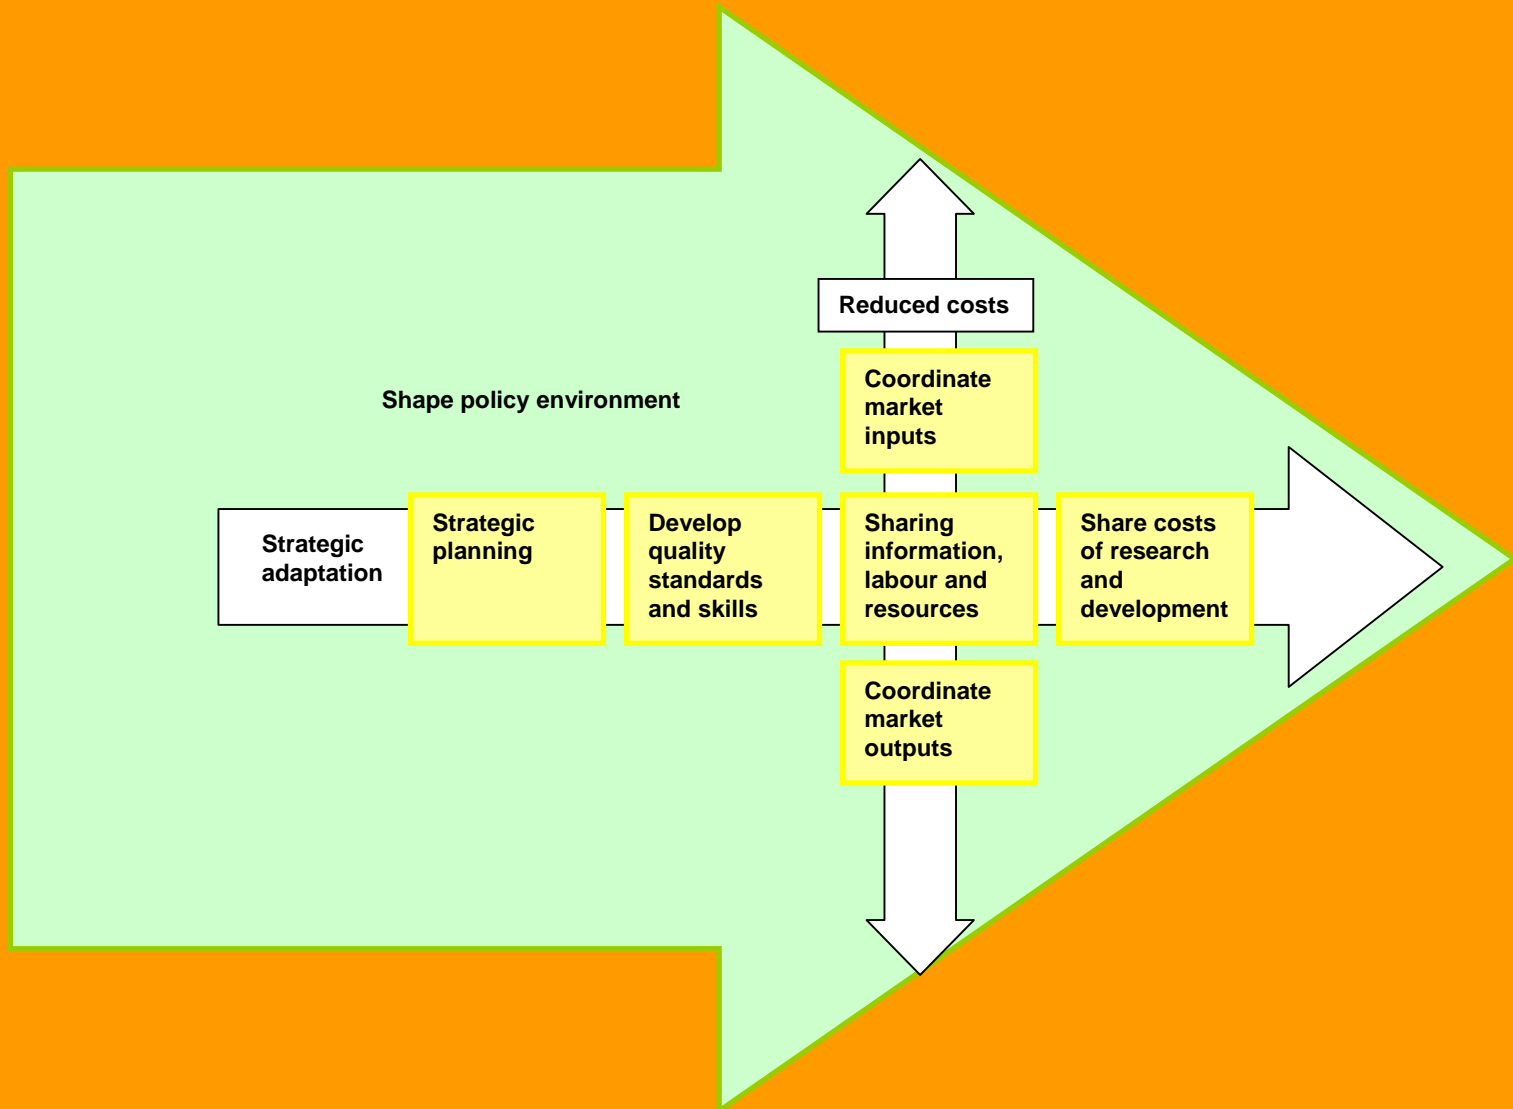 Reduced costs
Coordinate
market
inputs
Shape policy environment
Strategic
adaptation
Strategic
planning
Develop
quality
standards
and skills
Sharing
information,
labour and
resources
Share costs
of research
and
development
Coordinate
market
outputs